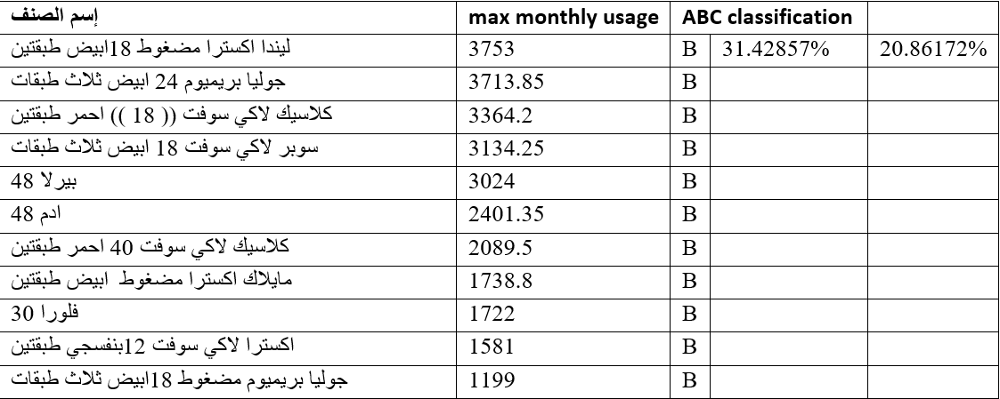 إسم الصنف max monthly usage ABC classification
ليندا اكسترا مضغوط 18ابيض طبقتين 3753 B 31.42857% 20.86172%
جوليا بريميوم 24 ابيض ثلاث طبقات 3713.85 B
كلاسيك لاكي سوفت (( 18 )) احمر طبقتين 3364.2 B
سوبر لاكي سوفت 18 ابيض ثلاث طبقات 3134.25 B
بيرلا 48 3024 B
ادم 48 2401.35 B
كلاسيك لاكي سوفت 40 احمر طبقتين 2089.5 B
مايلاك اكسترا مضغوط  ابيض طبقتين 1738.8 B
فلورا 30 1722 B
اكسترا لاكي سوفت 12بنفسجي طبقتين 1581 B
جوليا بريميوم مضغوط 18ابيض ثلاث طبقات 1199 B